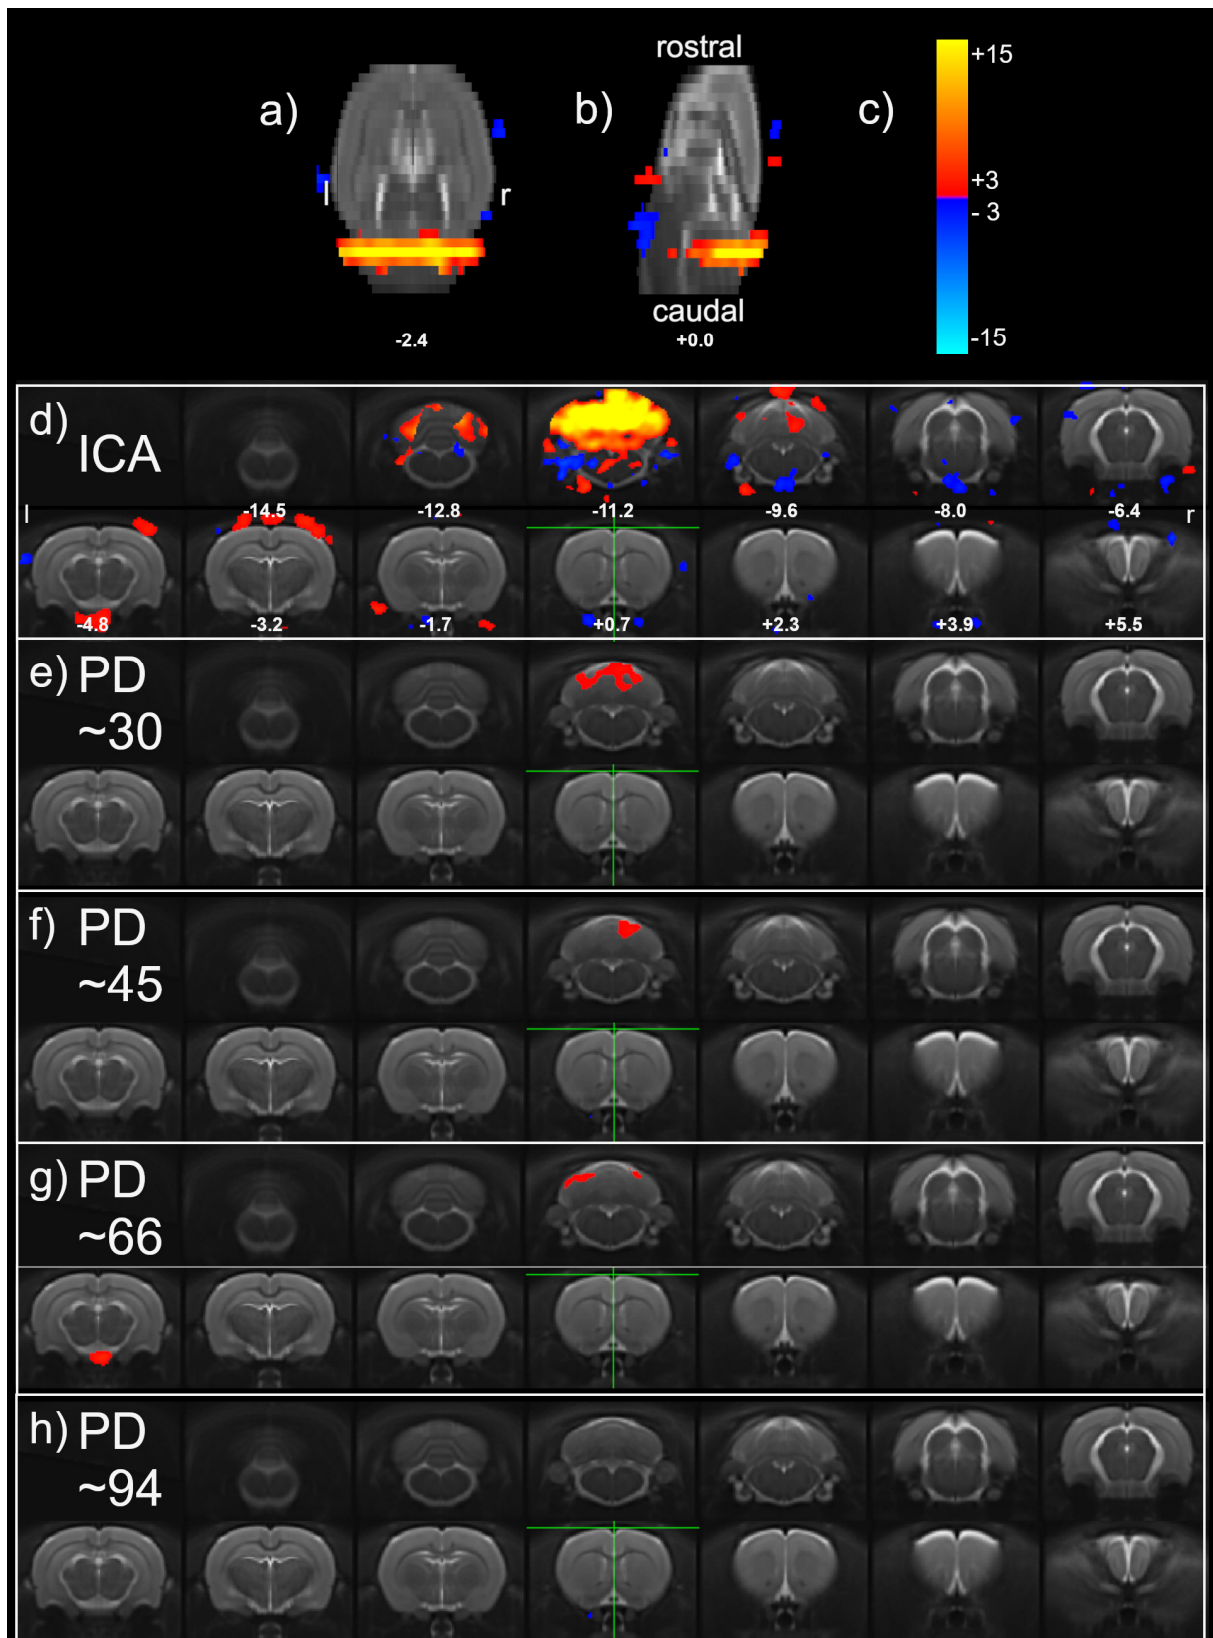 rostral
a)
b)
c)
+15
+3
- 3
-15
l
r
caudal
-2.4
+0.0
d)
ICA
-14.5
-12.8
-11.2
-9.6
-8.0
-6.4
l
r
-4.8
-3.2
-1.7
+0.7
+2.3
+3.9
+5.5
e) PD
~30
f) PD
~45
g) PD
~66
h) PD
~94